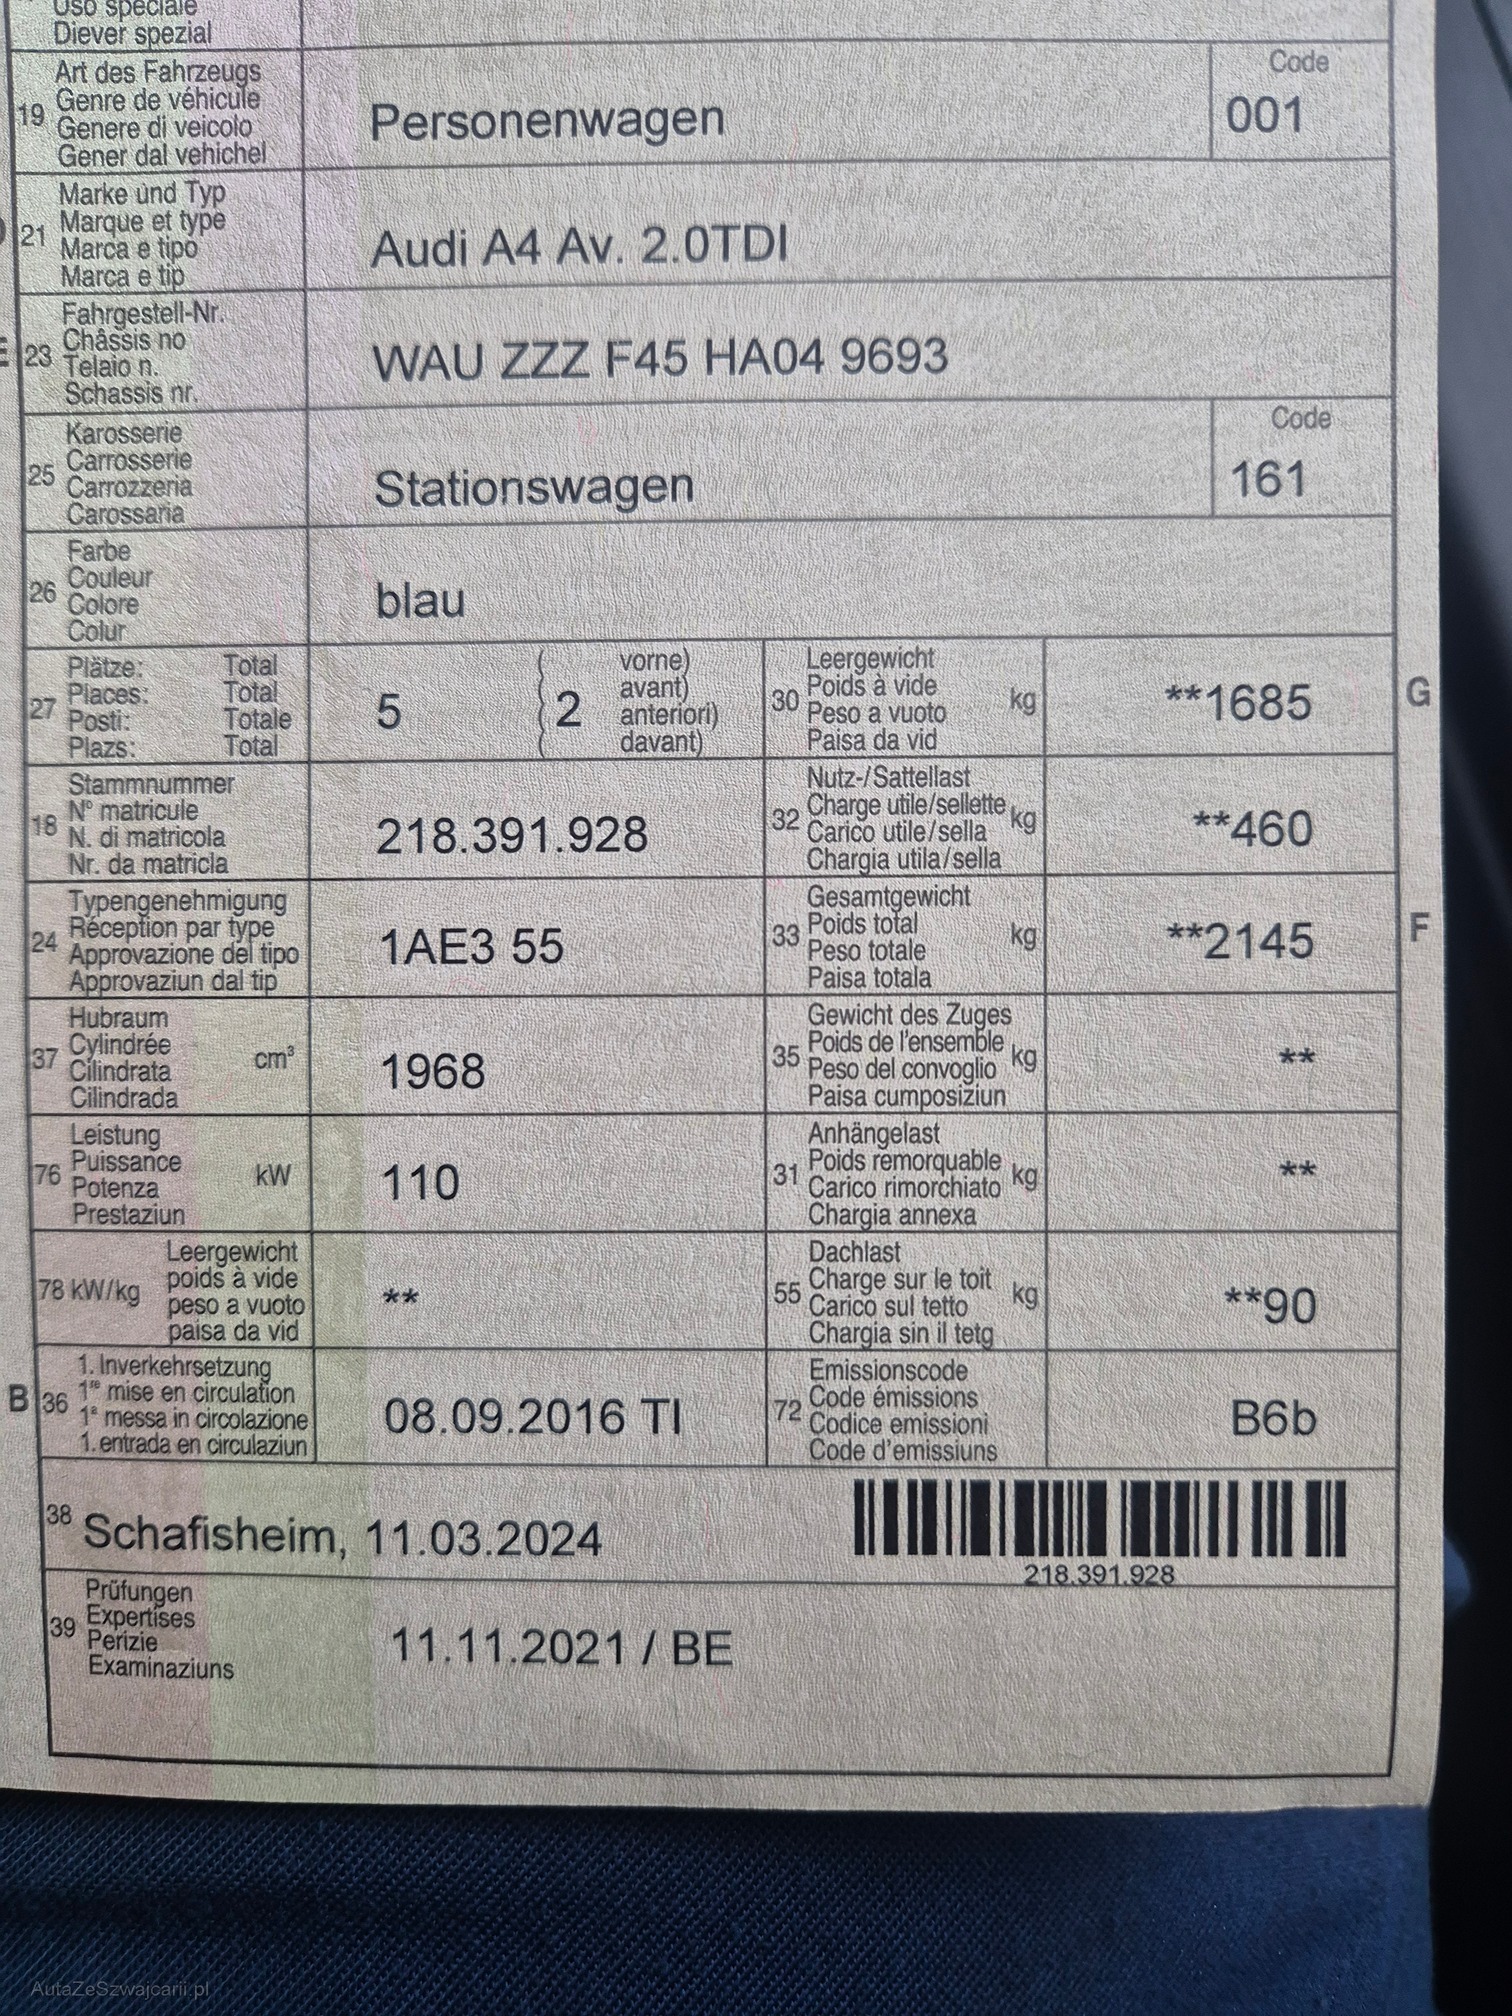 Uso speciale
Diever spezial
19 Art des Fahrzeugs
Genre de véhicule
Genere di veicolo
Gener dal vehichel
Personenwagen
Code
001
21 Marke und Typ
Marque et type
Marca e tipo
Marca e tip
Audi A4 Av. 2.0TDI
E 23 Fahrgestell-Nr.
Châssis no
Telaio n.
Schassis nr.
WAU ZZZ F45 HA04 9693
25 Karosserie
Carrosserie
Carrozzeria
Carossaria
Stationswagen
Code
161
26 Farbe
Couleur
Colore
Colur
blau
27 Plätze: Total
Places: Total
Posti: Totale
Plazs: Total
5 ( 2 vorne)
avant)
anteriori)
davant)
30 Leergewicht
Poids à vide
Peso a vuoto
Paisa da vid
kg
**1685
G
18 Stammnummer
N° matricule
N. di matricola
Nr. da matricla
218.391.928
32 Nutz-/Sattellast
Charge utile/sellette
Carico utile/sella
Chargia utila/sella
kg
**460
24 Typengenehmigung
Réception par type
Approvazione del tipo
Approvaziun dal tip
1AE3 55
33 Gesamtgewicht
Poids total
Peso totale
Paisa totala
kg
**2145
F
37 Hubraum
Cylindrée
Cilindrata
Cilindrada
cm³
1968
35 Gewicht des Zuges
Poids de l'ensemble
Peso del convoglio
Paisa cumposiziun
kg
**
76 Leistung
Puissance
Potenza
Prestaziun
kW
110
31 Anhängelast
Poids remorquable
Carico rimorchiato
Chargia annexa
kg
**
78 kW/kg Leergewicht
poids à vide
peso a vuoto
paisa da vid
**
55 Dachlast
Charge sur le toit
Carico sul tetto
Chargia sin il tetg
kg
**90
B 36 1. Inverkehrsetzung
1re mise en circulation
1a messa in circolazione
1. entrada en circulaziun
08.09.2016 TI
72 Emissionscode
Code émissions
Codice emissioni
Code d'emissiuns
B6b
38 Schafisheim, 11.03.2024
218.391.928
39 Prüfungen
Expertises
Perizie
Examinaziuns
11.11.2021 / BE
AutaZeSzwajcarii.pl